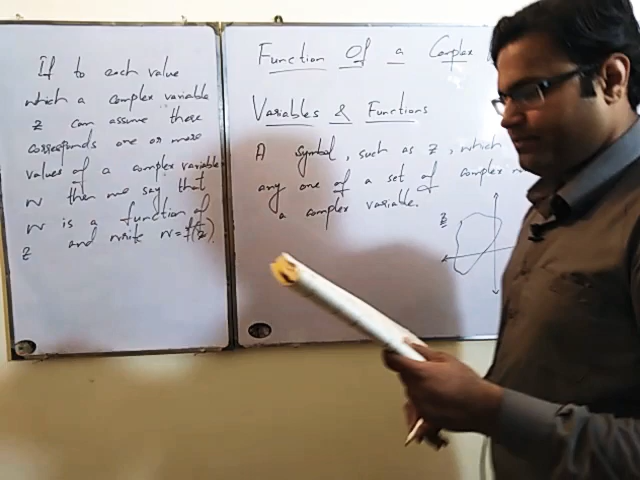 If to each value
which a complex variable
z can assume there
corresponds one or more
values of a complex variable
w then we say that
w is a function of
z and write w = f(z).
Function Of a Complex
Variables & Functions
A symbol, such as z, which
any one of a set of complex
a complex variable.
z